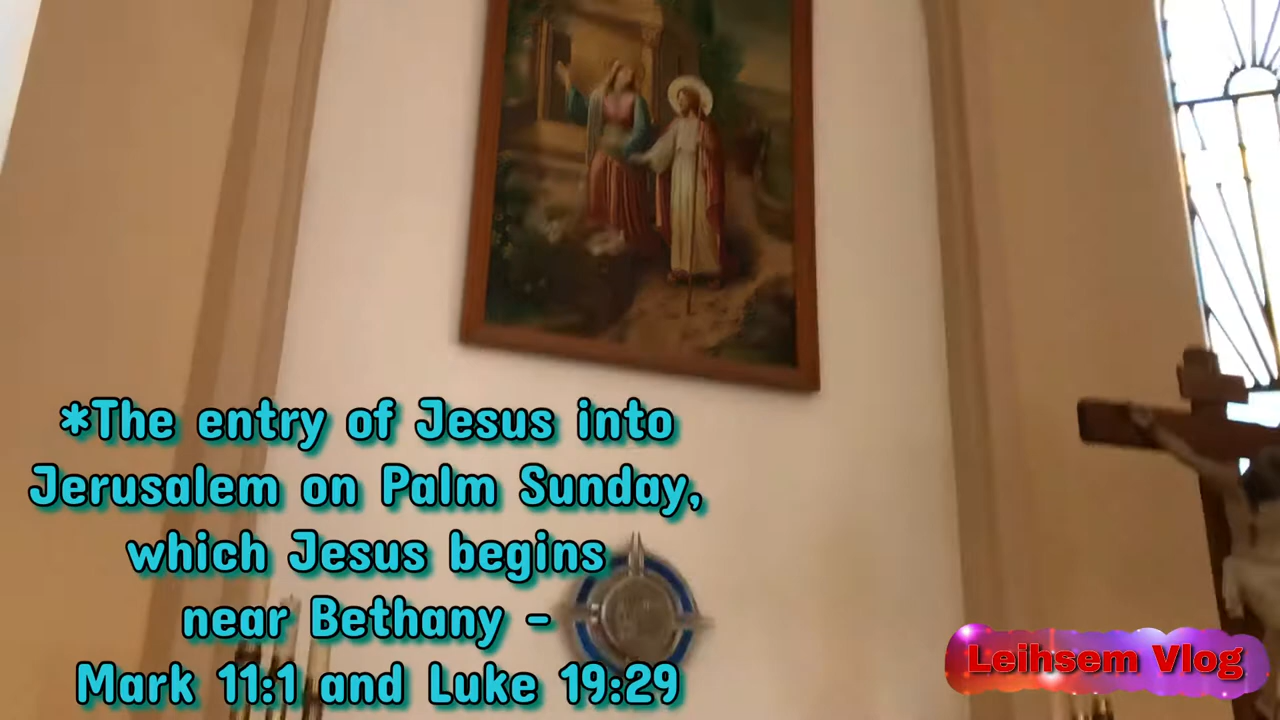 *The entry of Jesus into
Jerusalem on Palm Sunday,
which Jesus begins
near Bethany -
Mark 11:1 and Luke 19:29
Leihsem Vlog